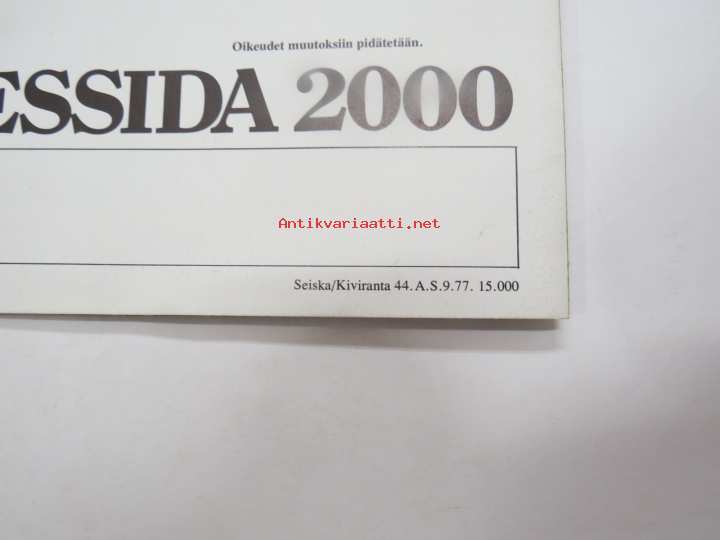 Oikeudet muutoksiin pidätetään.
ESSIDA 2000
Antikvariaatti.net
Seiska/Kiviranta 44. A.S.9.77. 15.000